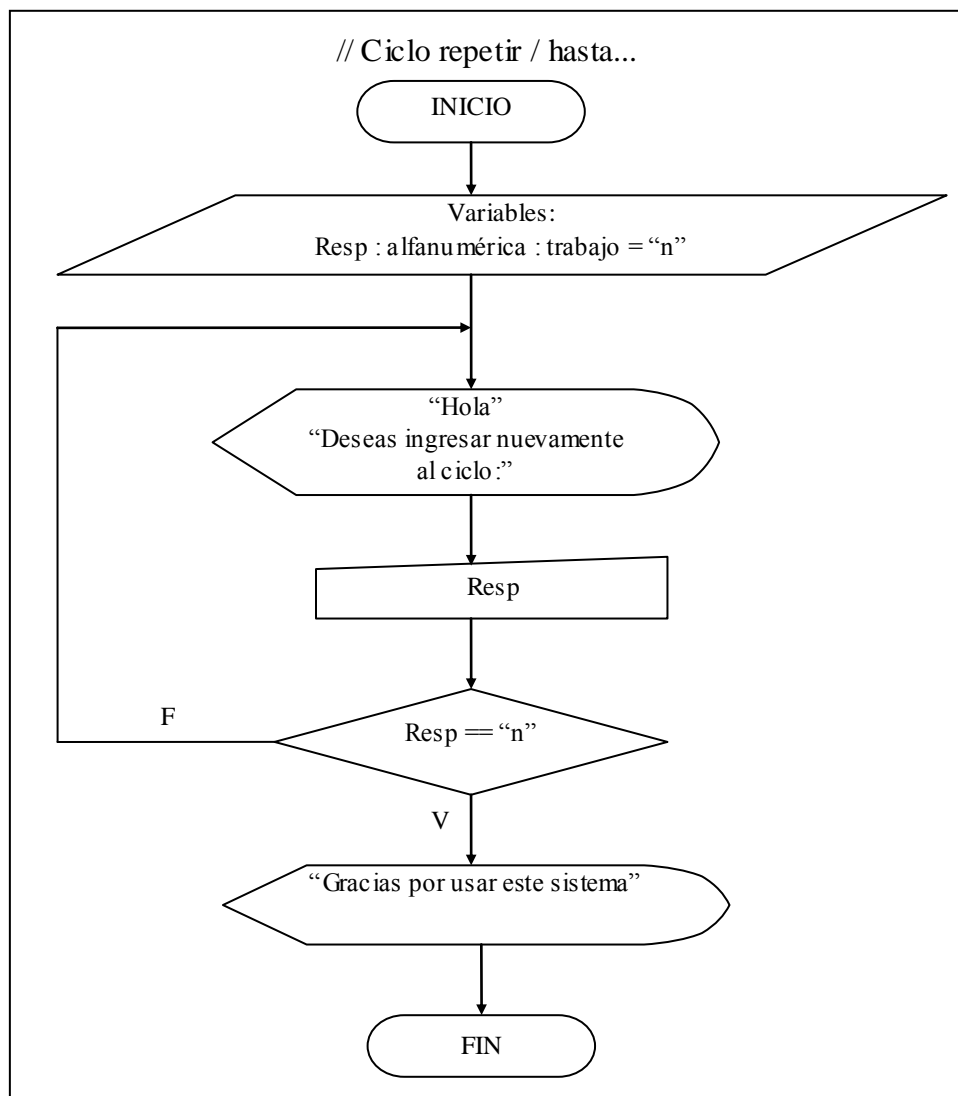 // Ciclo repetir / hasta...
INICIO
Variables:
Resp : alfanumérica : trabajo = “n”
“Hola”
“Deseas ingresar nuevamente
al ciclo:”
Resp
F
Resp == “n”
V
“Gracias por usar este sistema”
FIN